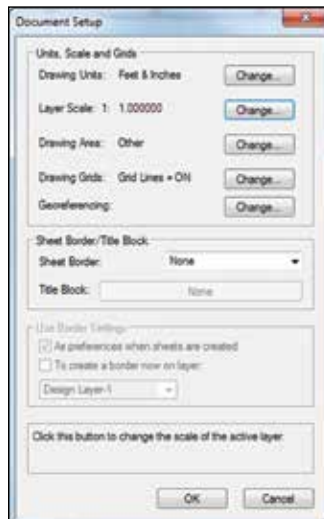 Document Setup
Units, Scale and Grids
Drawing Units: Feet & Inches Change...
Layer Scale: 1: 1.000000 Change...
Drawing Area: Other Change...
Drawing Grids: Grid Lines = ON Change...
Georeferencing: Change...
Sheet Border/Title Block
Sheet Border: None
Title Block: None
Use Border Settings
As preferences when sheets are created
To create a border now on layer:
Design Layer-1
Click this button to change the scale of the active layer.
OK Cancel